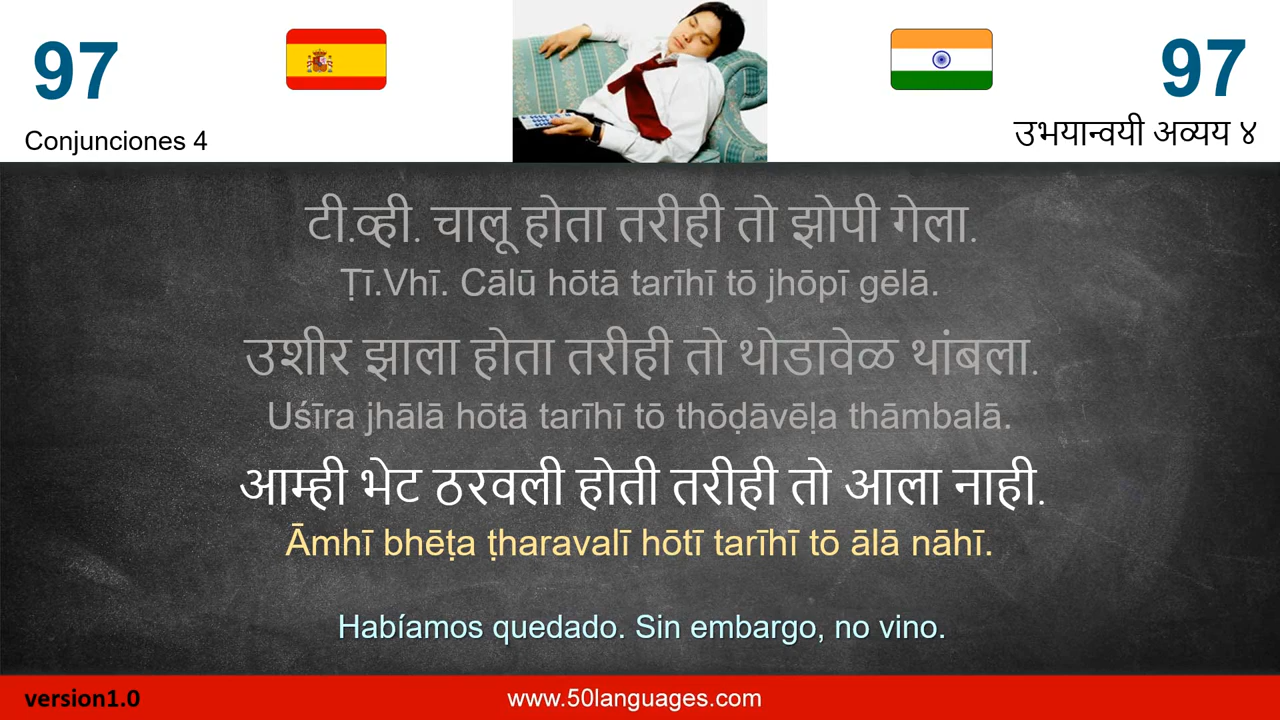 97
97
Conjunciones 4
उभयान्वयी अव्यय ४
टी.व्ही. चालू होता तरीही तो झोपी गेला.
Ṭī.Vhī. Cālū hōtā tarīhī tō jhōpī gēlā.
उशीर झाला होता तरीही तो थोडावेळ थांबला.
Uśīra jhālā hōtā tarīhī tō thōḍāvēḷa thāmbalā.
आम्ही भेट ठरवली होती तरीही तो आला नाही.
Āmhī bhēṭa ṭharavalī hōtī tarīhī tō ālā nāhī.
Habíamos quedado. Sin embargo, no vino.
version1.0
www.50languages.com